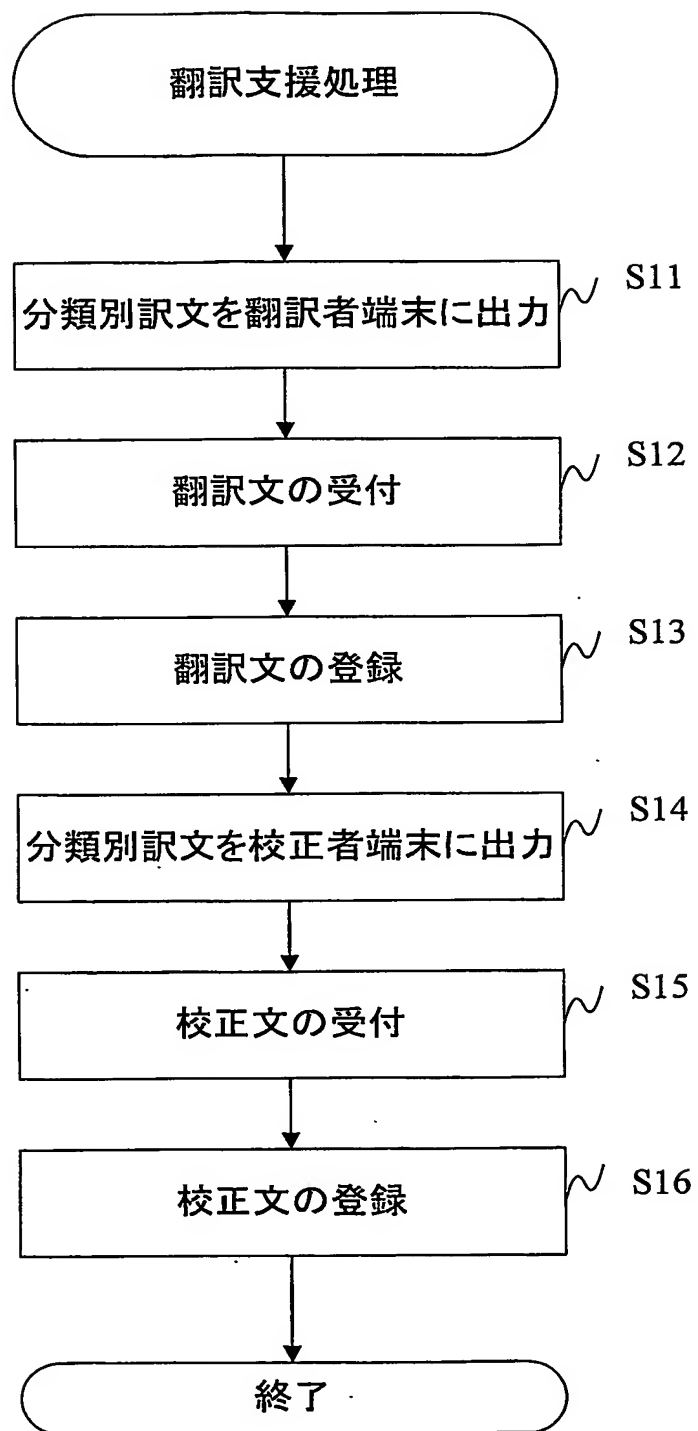 翻訳支援処理
分類別訳文を翻訳者端末に出力
S11
翻訳文の受付
S12
翻訳文の登録
S13
分類別訳文を校正者端末に出力
S14
校正文の受付
S15
校正文の登録
S16
終了